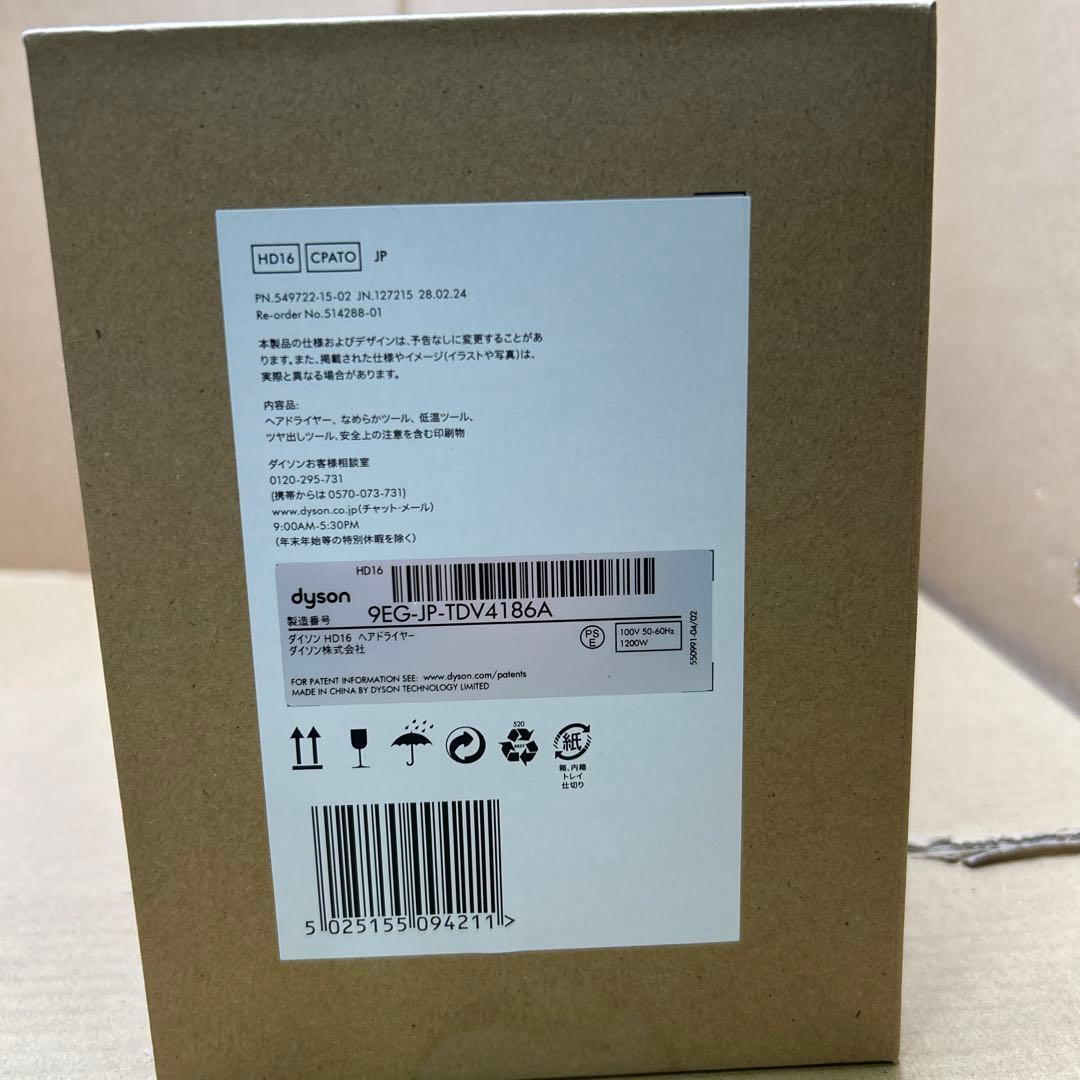 HD16 CPATO JP
PN.549722-15-02 JN.127215 28.02.24
Re-order No.514288-01
本製品の仕様およびデザインは、予告なしに変更することがあ
ります。また、掲載された仕様やイメージ(イラストや写真)は、
実際と異なる場合があります。
内容品:
ヘアドライヤー、なめらかツール、低温ツール、
ツヤ出しツール、安全上の注意を含む印刷物
ダイソンお客様相談室
0120-295-731
(携帯からは 0570-073-731)
www.dyson.co.jp(チャット・メール)
9:00AM-5:30PM
(年末年始等の特別休暇を除く)
HD16
dyson
製造番号 9EG-JP-TDV4186A
ダイソン HD16 ヘアドライヤー
ダイソン株式会社
PS
E
100V 50-60Hz
1200W
550991-04/02
FOR PATENT INFORMATION SEE: www.dyson.com/patents
MADE IN CHINA BY DYSON TECHNOLOGY LIMITED
520
紙
箱、内箱
トレイ
仕切り
5 025155 094211 >